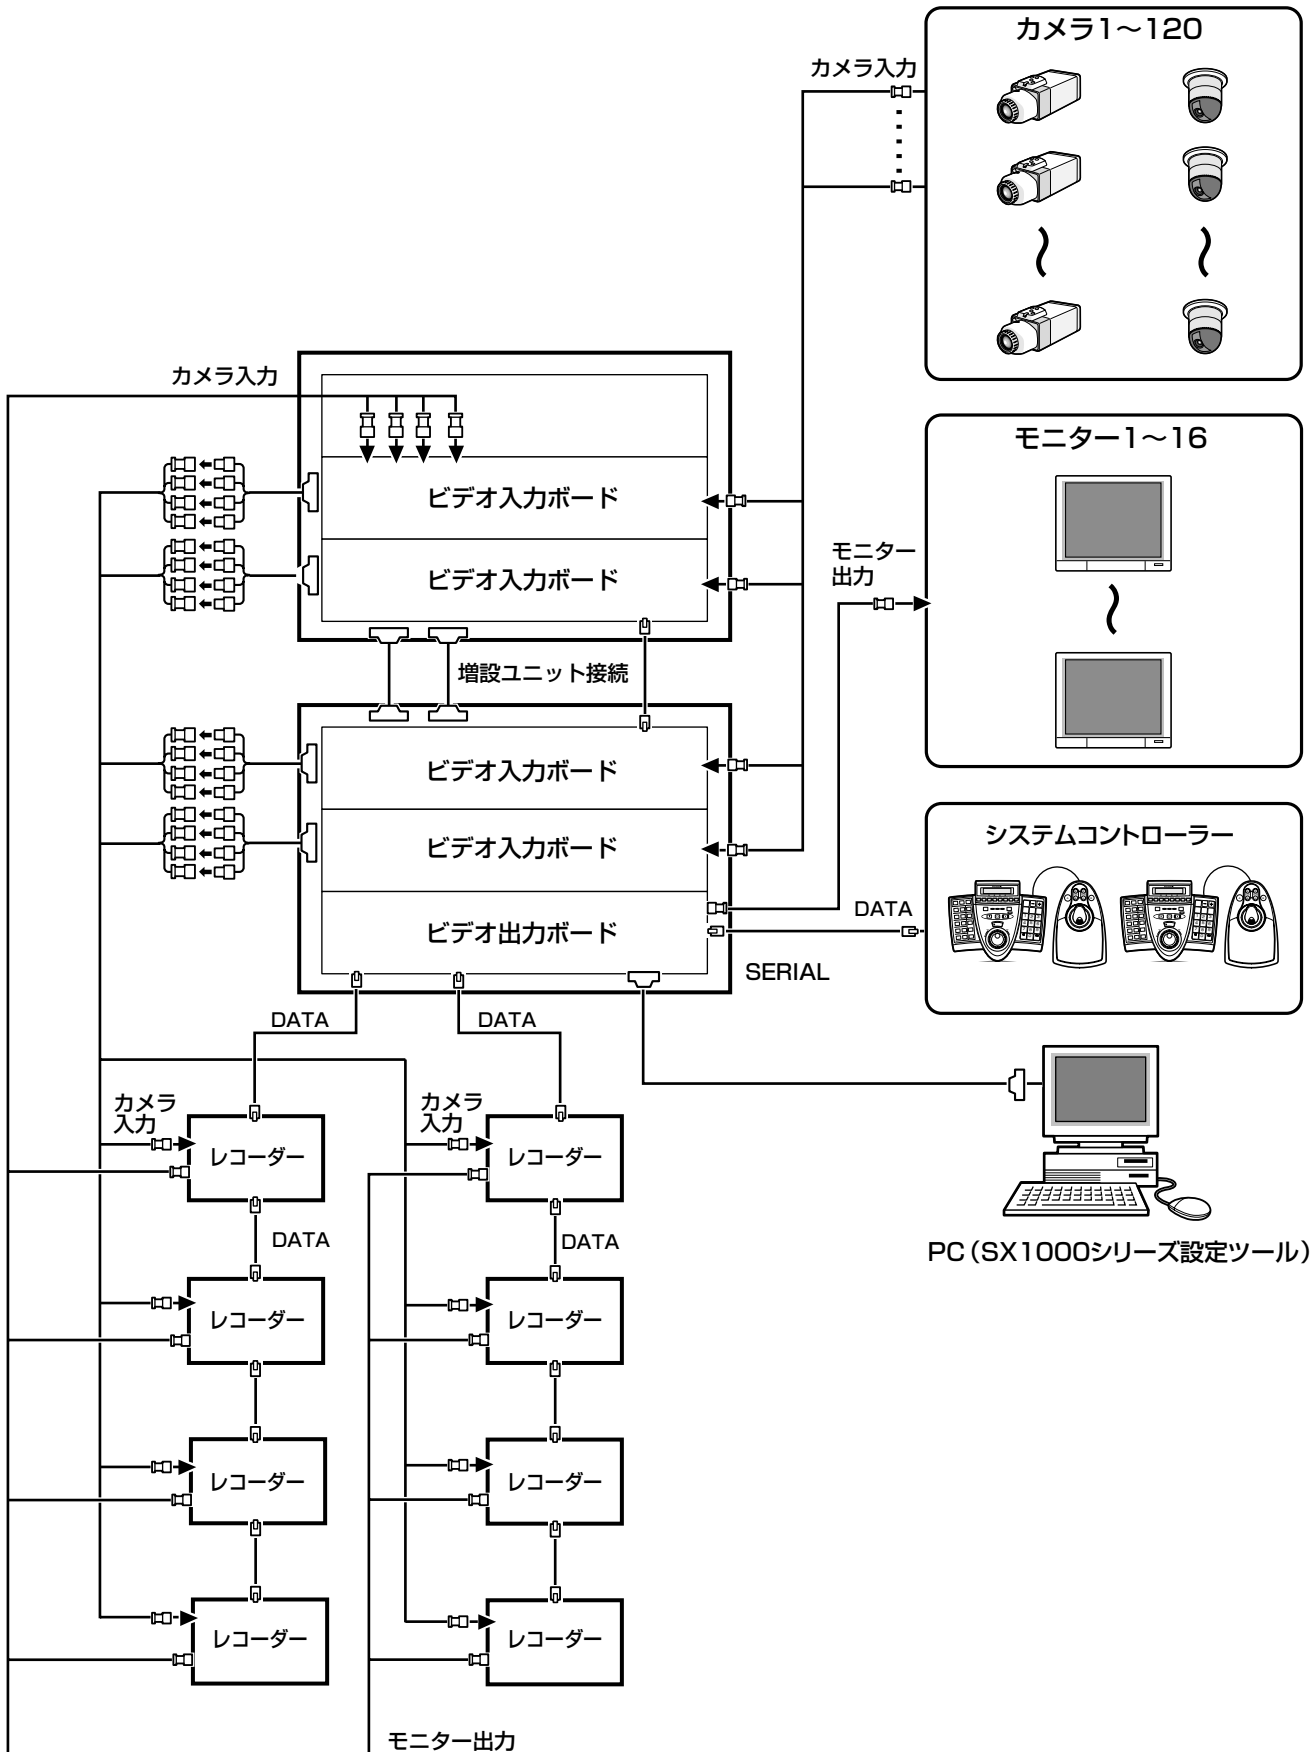 カメラ1～120
カメラ入力
カメラ入力
モニター1～16
ビデオ入力ボード
モニター
出力
ビデオ入力ボード
増設ユニット接続
ビデオ入力ボード
システムコントローラー
ビデオ入力ボード
DATA
ビデオ出力ボード
SERIAL
DATA
DATA
カメラ
入力
カメラ
入力
レコーダー
レコーダー
DATA
DATA
PC（SX1000シリーズ設定ツール）
レコーダー
レコーダー
レコーダー
レコーダー
レコーダー
レコーダー
モニター出力